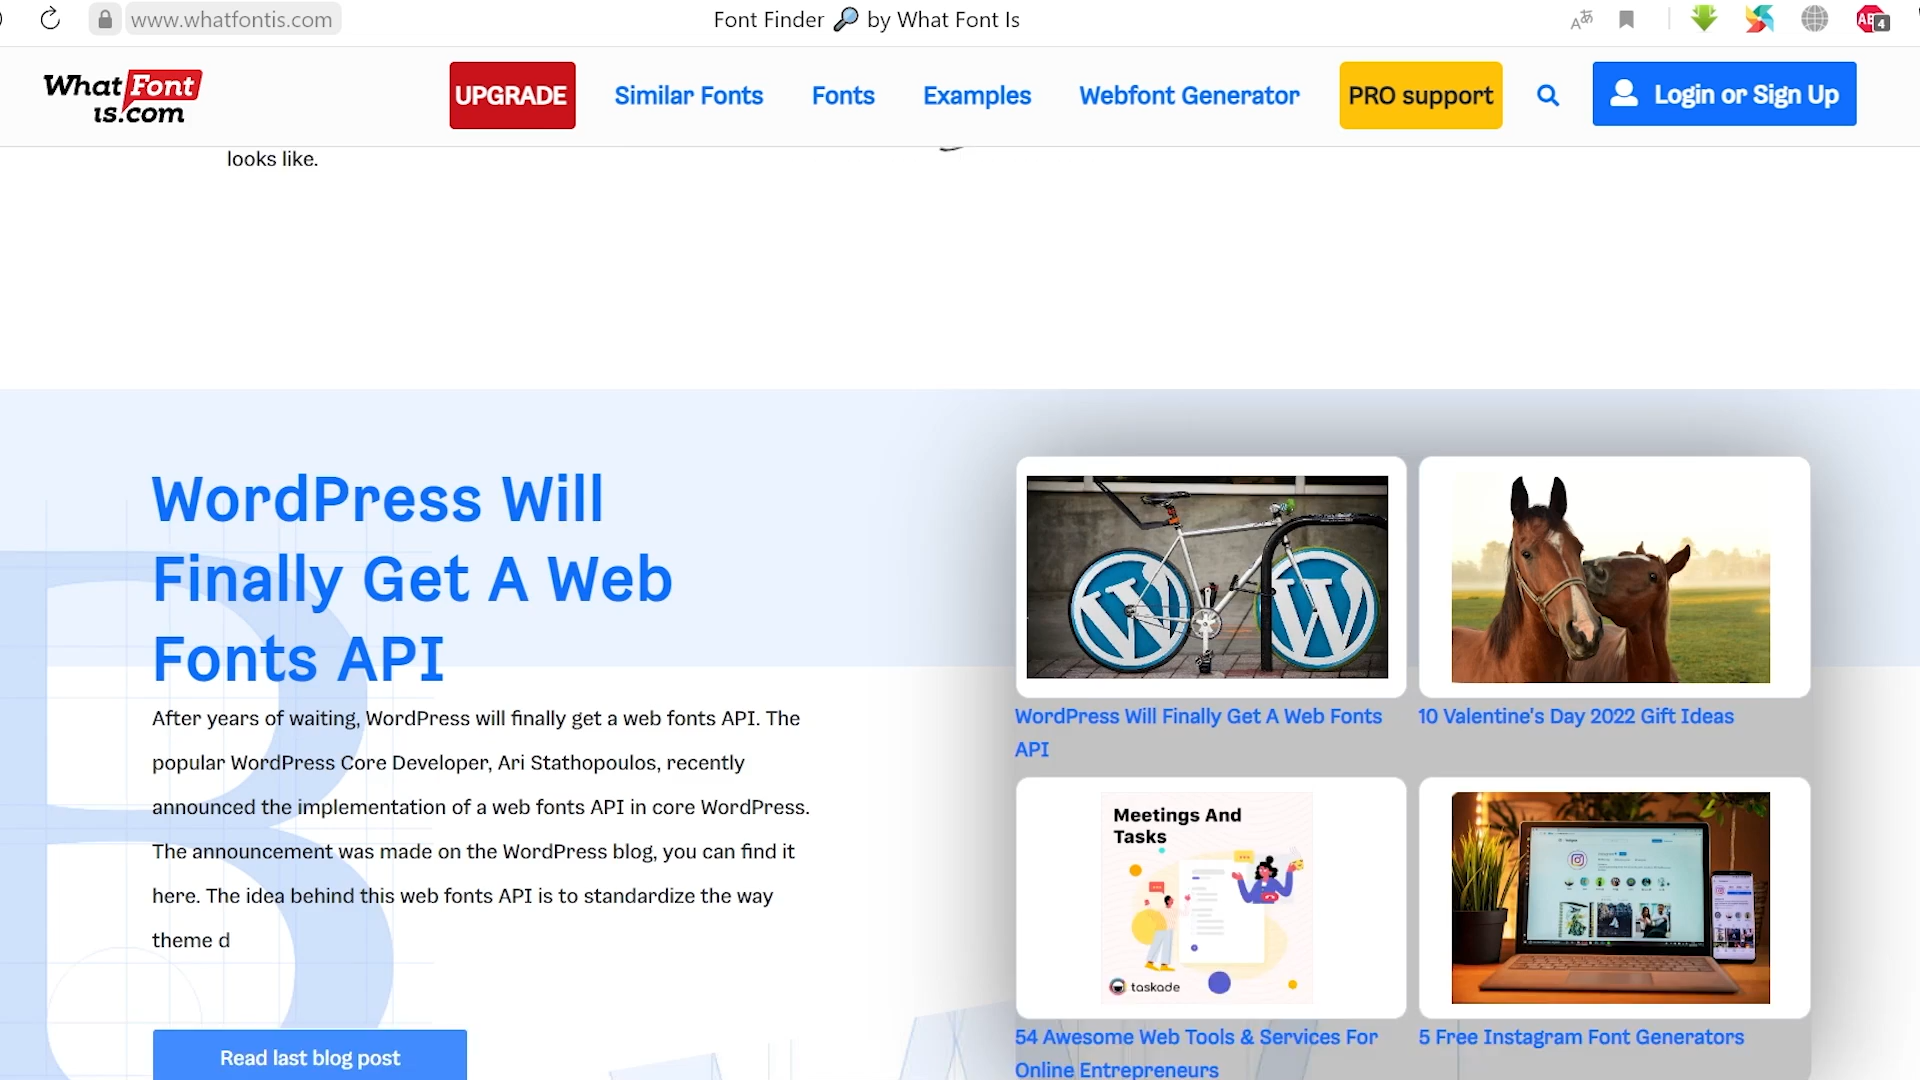 www.whatfontis.com
Font Finder 🔎 by What Font Is
ABP 4
What Font
is.com
UPGRADE
Similar Fonts
Fonts
Examples
Webfont Generator
PRO support
Login or Sign Up
looks like.
WordPress Will
Finally Get A Web
Fonts API
After years of waiting, WordPress will finally get a web fonts API. The
popular WordPress Core Developer, Ari Stathopoulos, recently
announced the implementation of a web fonts API in core WordPress.
The announcement was made on the WordPress blog, you can find it
here. The idea behind this web fonts API is to standardize the way
theme d
Read last blog post
WordPress Will Finally Get A Web Fonts
API
10 Valentine's Day 2022 Gift Ideas
Meetings And
Tasks
taskade
54 Awesome Web Tools & Services For
Online Entrepreneurs
5 Free Instagram Font Generators